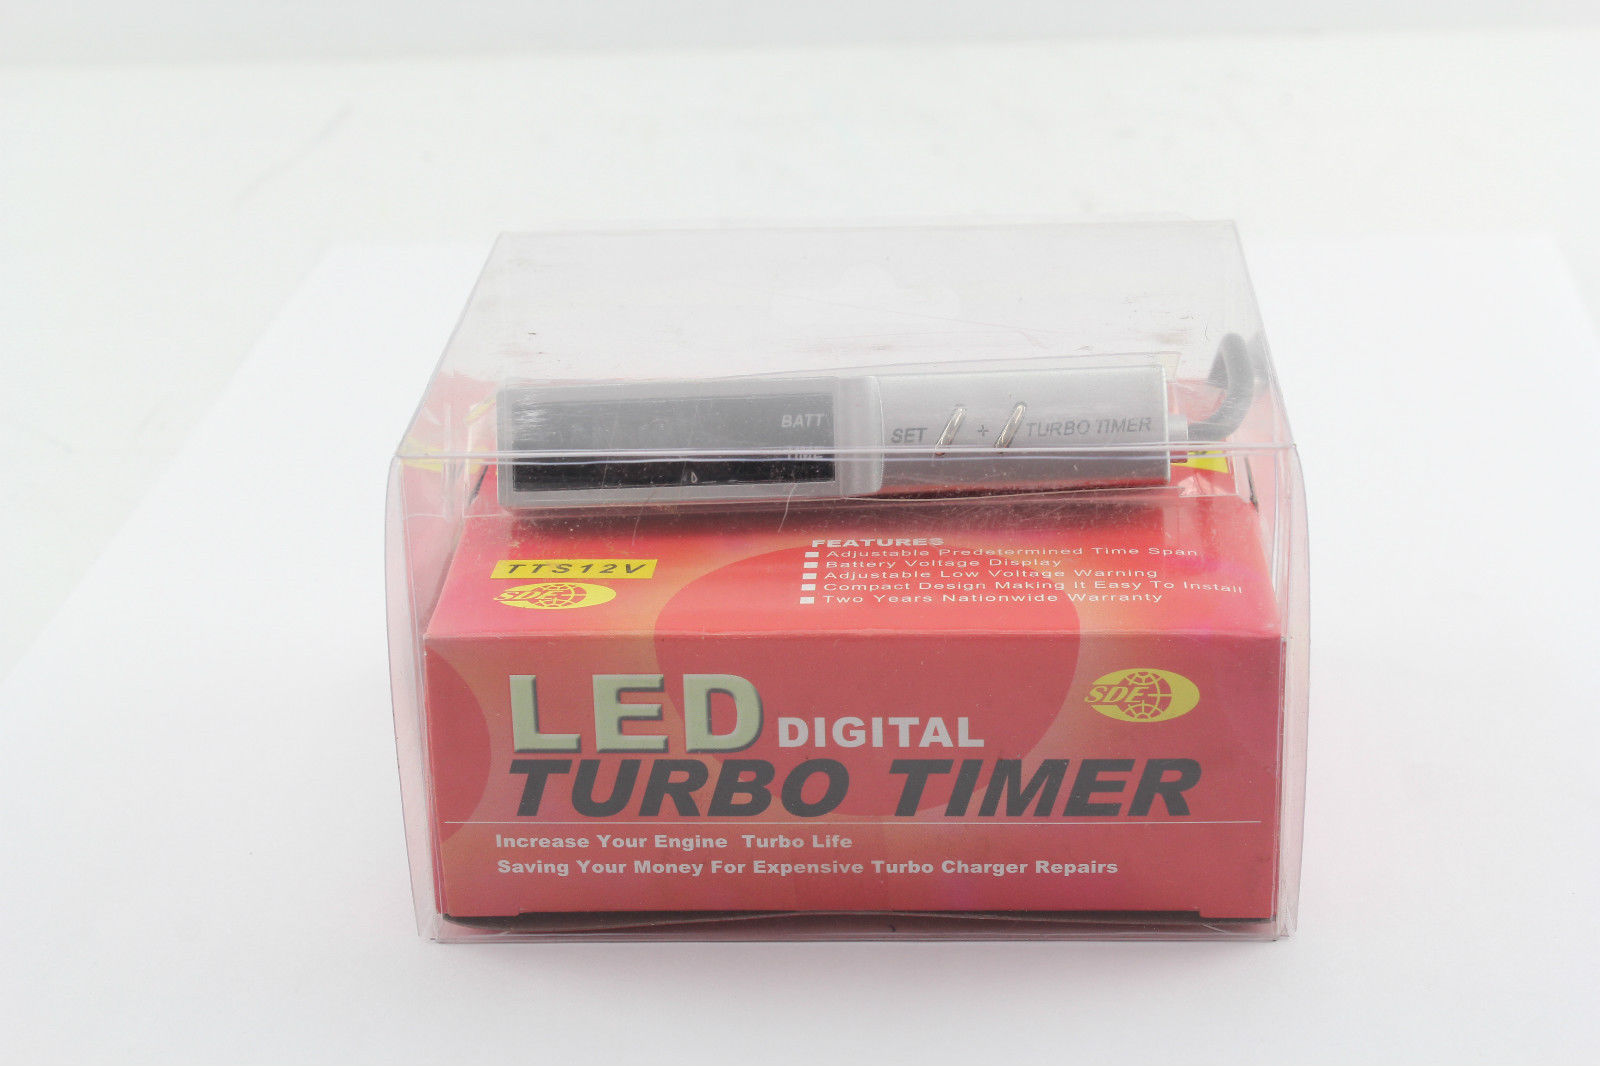 BATT
TIME
SET + TURBO TIMER
TTS12V
SDE
FEATURES
Adjustable Predetermined Time Span
Battery Voltage Display
Adjustable Low Voltage Warning
Compact Design Making It Easy To Install
Two Years Nationwide Warranty
SDE
LED DIGITAL
TURBO TIMER
Increase Your Engine Turbo Life
Saving Your Money For Expensive Turbo Charger Repairs